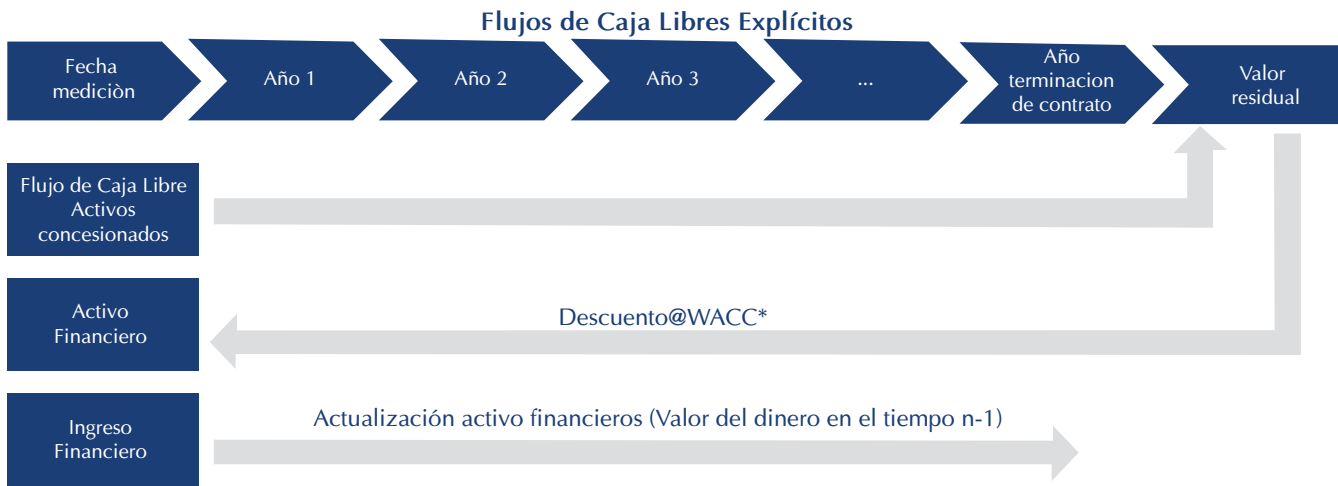 Flujos de Caja Libres Explícitos
Fecha
mediciòn
Año 1
Año 2
Año 3
...
Año
terminacion
de contrato
Valor
residual
Flujo de Caja Libre
Activos
concesionados
Activo
Financiero
Descuento@WACC*
Ingreso
Financiero
Actualización activo financieros (Valor del dinero en el tiempo n-1)